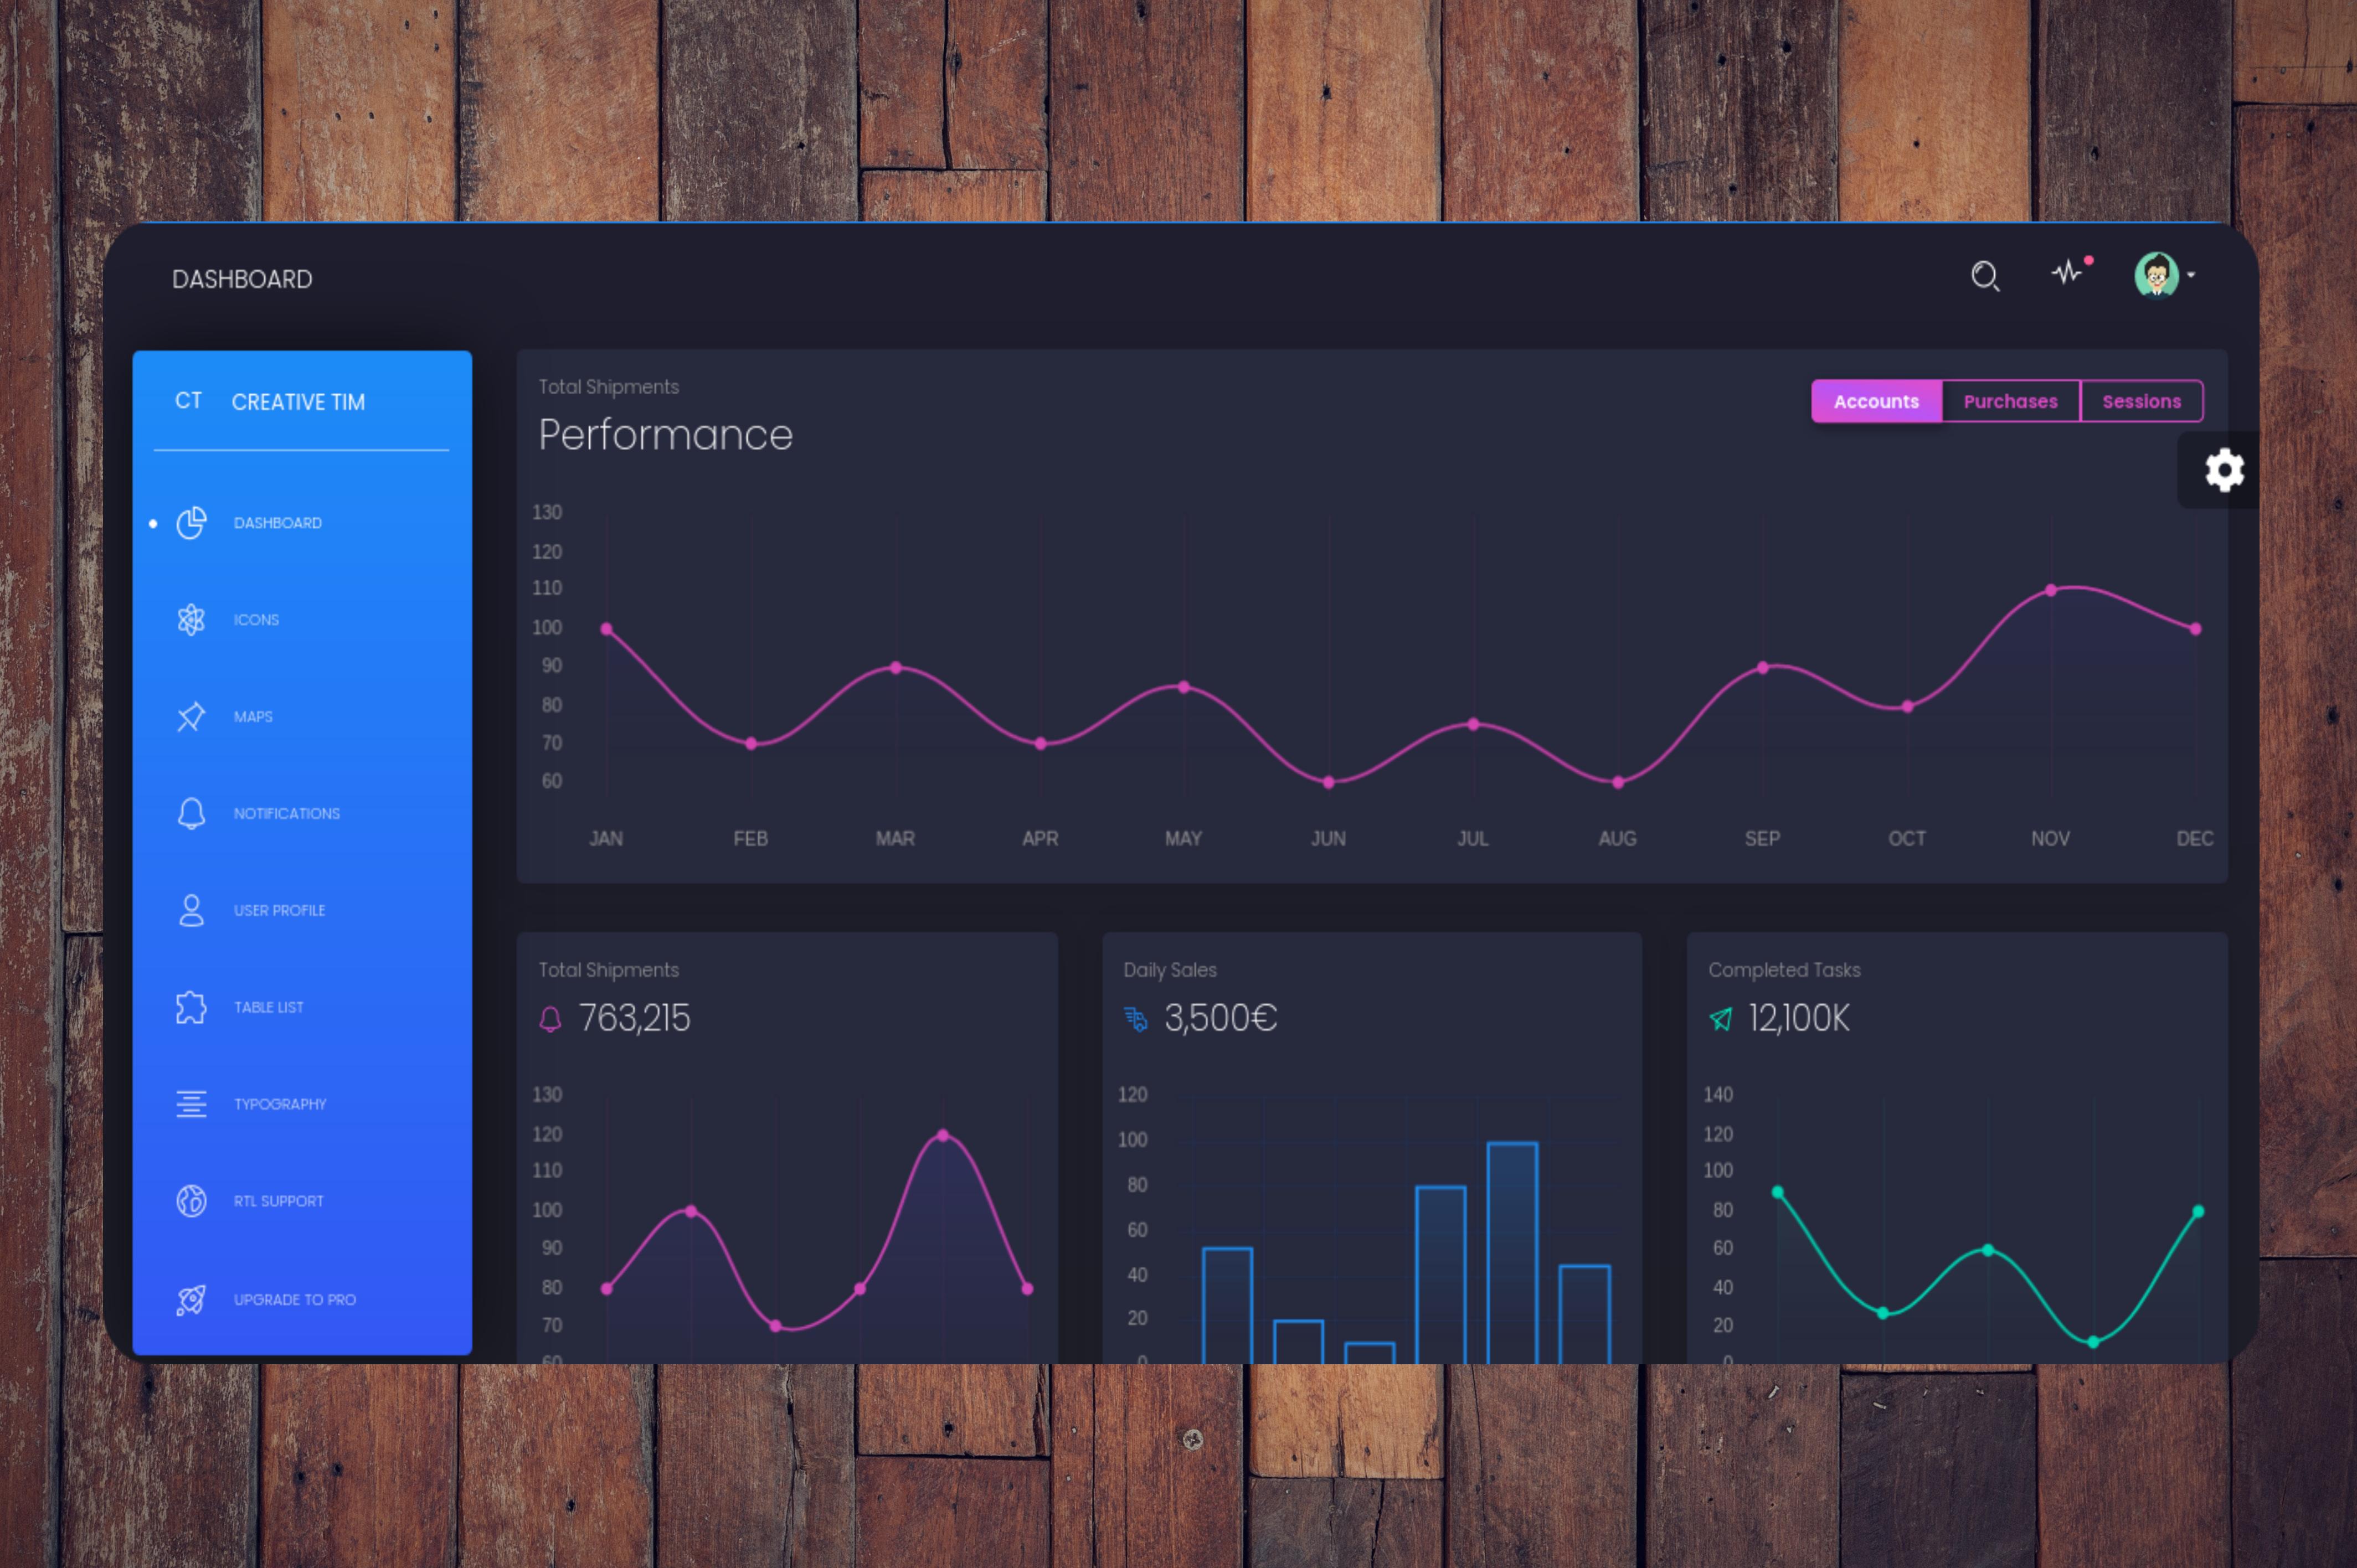 DASHBOARD
CT CREATIVE TIM
DASHBOARD
ICONS
MAPS
NOTIFICATIONS
USER PROFILE
TABLE LIST
TYPOGRAPHY
RTL SUPPORT
UPGRADE TO PRO
Total Shipments
Performance
Accounts Purchases Sessions
130
120
110
100
90
80
70
60
JAN FEB MAR APR MAY JUN JUL AUG SEP OCT NOV DEC
Total Shipments
763,215
130
120
110
100
90
80
70
60
Daily Sales
3,500€
120
100
80
60
40
20
0
Completed Tasks
12,100K
140
120
100
80
60
40
20
0